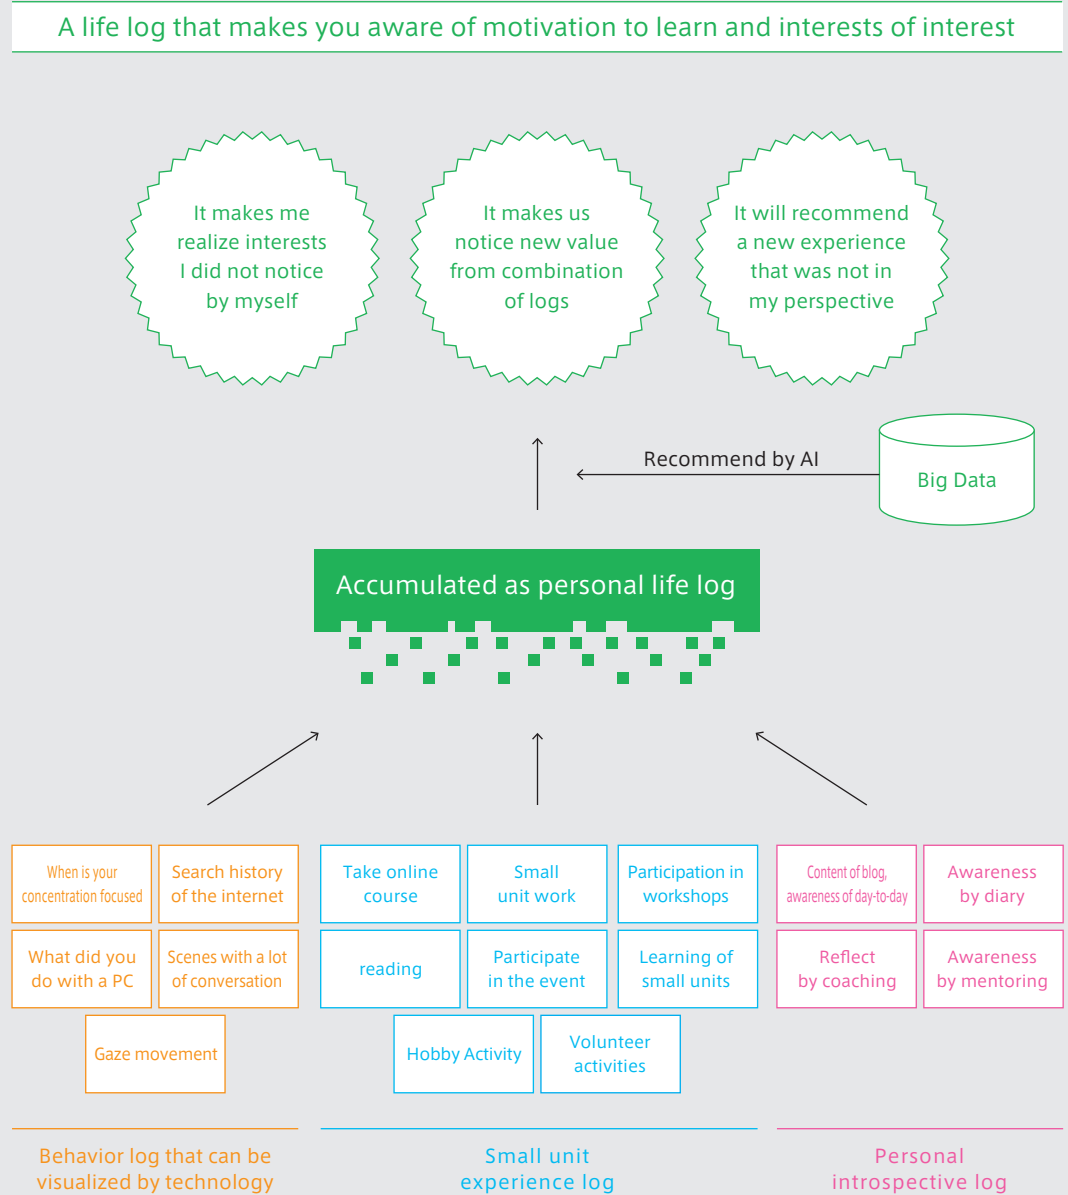 A life log that makes you aware of motivation to learn and interests of interest
It makes me
realize interests
I did not notice
by myself
It makes us
notice new value
from combination
of logs
It will recommend
a new experience
that was not in
my perspective
Recommend by AI
Big Data
Accumulated as personal life log
When is your
concentration focused
Search history
of the internet
What did you
do with a PC
Scenes with a lot
of conversation
Gaze movement
Take online
course
Small
unit work
Participation in
workshops
reading
Participate
in the event
Learning of
small units
Hobby Activity
Volunteer
activities
Content of blog,
awareness of day-to-day
Awareness
by diary
Reflect
by coaching
Awareness
by mentoring
Behavior log that can be
visualized by technology
Small unit
experience log
Personal
introspective log